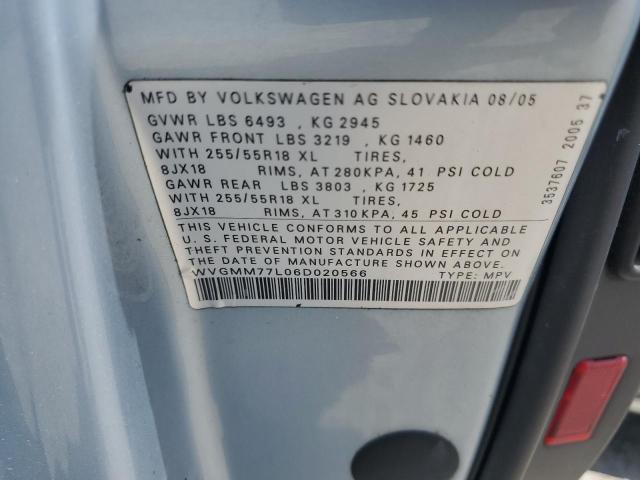 MFD BY VOLKSWAGEN AG SLOVAKIA 08/05
GVWR LBS 6493 , KG 2945
GAWR FRONT LBS 3219 , KG 1460
WITH 255/55R18 XL TIRES,
8JX18 RIMS, AT 280KPA, 41 PSI COLD
GAWR REAR LBS 3803 , KG 1725
WITH 255/55R18 XL TIRES,
8JX18 RIMS, AT 310KPA, 45 PSI COLD
THIS VEHICLE CONFORMS TO ALL APPLICABLE
U.S. FEDERAL MOTOR VEHICLE SAFETY AND
THEFT PREVENTION STANDARDS IN EFFECT ON
THE DATE OF MANUFACTURE SHOWN ABOVE.
WVGMM77L06D020566 TYPE: MPV
3537607 2005 37